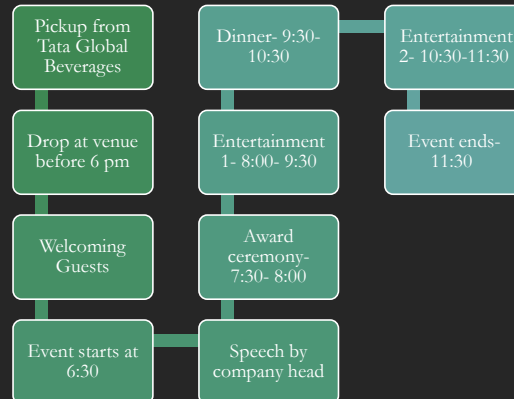 Pickup from
Tata Global
Beverages
Drop at venue
before 6 pm
Welcoming
Guests
Event starts at
6:30
Speech by
company head
Award
ceremony-
7:30- 8:00
Entertainment
1- 8:00- 9:30
Dinner- 9:30-
10:30
Entertainment
2- 10:30-11:30
Event ends-
11:30